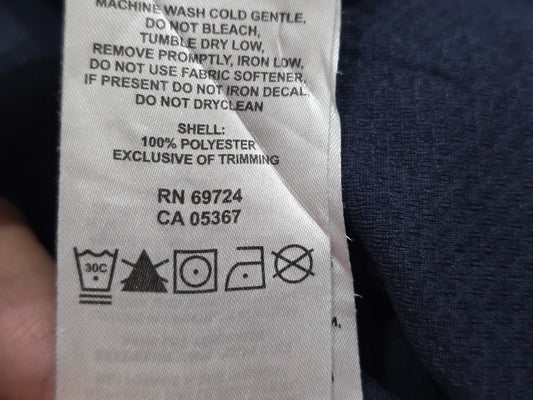 MACHINE WASH COLD GENTLE,
DO NOT BLEACH,
TUMBLE DRY LOW,
REMOVE PROMPTLY, IRON LOW,
DO NOT USE FABRIC SOFTENER,
IF PRESENT DO NOT IRON DECAL,
DO NOT DRYCLEAN
SHELL:
100% POLYESTER
EXCLUSIVE OF TRIMMING
RN 69724
CA 05367
30C